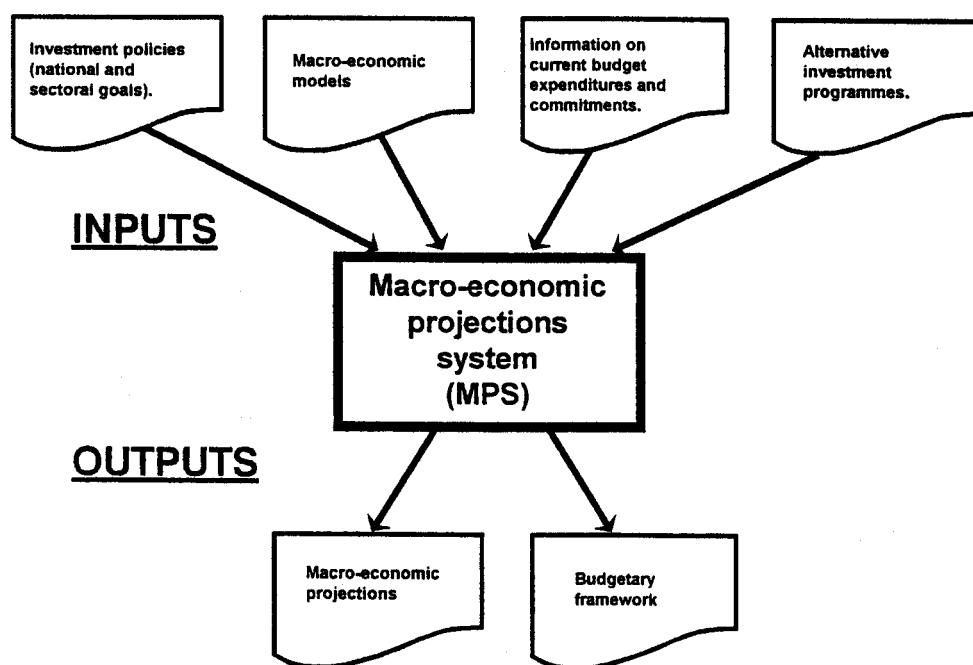 Investment policies
(national and
sectoral goals).
Macro-economic
models
Information on
current budget
expenditures and
commitments.
Alternative
investment
programmes.
INPUTS
Macro-economic
projections
system
(MPS)
OUTPUTS
Macro-economic
projections
Budgetary
framework